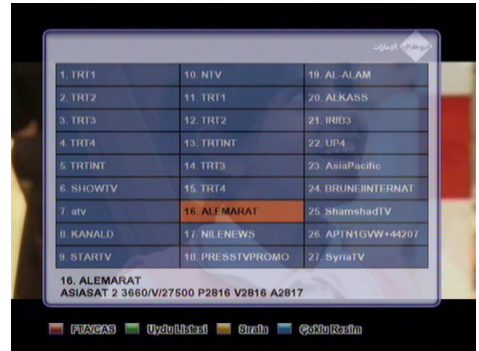 الإمارات
أبوظبي
1. TRT1
2. TRT2
3. TRT3
4. TRT4
5. TRTINT
6. SHOWTV
7. atv
8. KANALD
9. STARTV
10. NTV
11. TRT1
12. TRT2
13. TRTINT
14. TRT3
15. TRT4
16. ALEMARAT
17. NILENEWS
18. PRESSTVPROMO
19. AL-ALAM
20. ALKASS
21. IRIB3
22. UP4
23. AsiaPacific
24. BRUNEIINTERNAT
25. ShamshadTV
26. APTN1GVW+44207
27. SyriaTV
16. ALEMARAT
ASIASAT 2 3660/V/27500 P2816 V2816 A2817
FTA/CAS Uydu Listesi Sırala Çoklu Resim